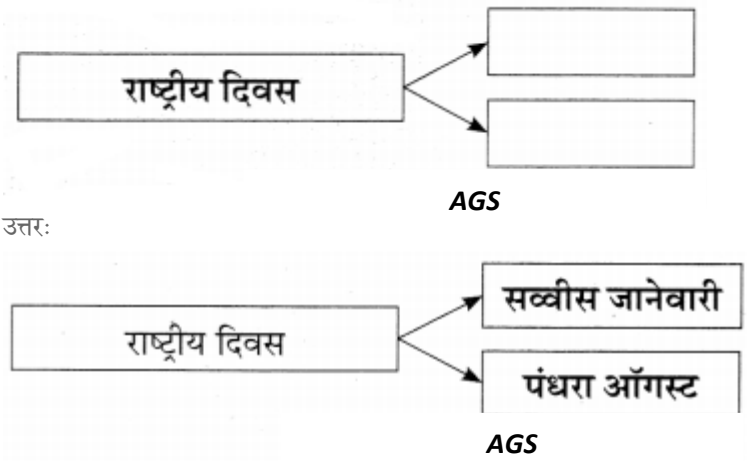 राष्ट्रीय दिवस
AGS
उत्तरः
सव्वीस जानेवारी
राष्ट्रीय दिवस
पंधरा ऑगस्ट
AGS